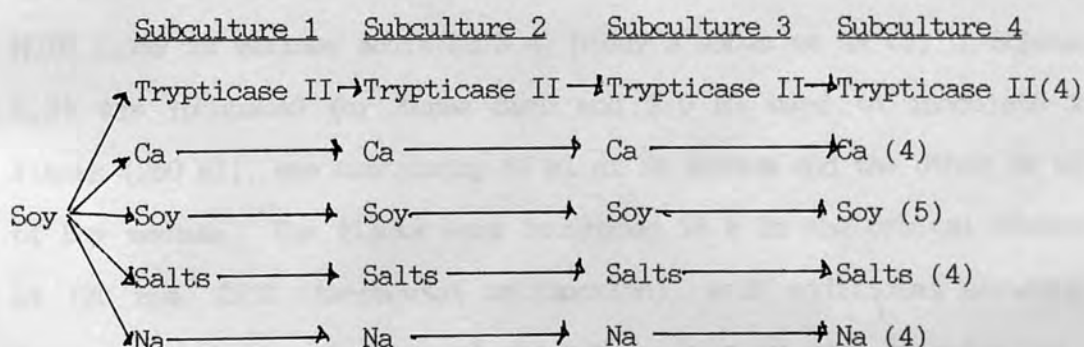 Subculture 1 Subculture 2 Subculture 3 Subculture 4
Trypticase II Trypticase II Trypticase II Trypticase II(4)
Ca Ca Ca Ca (4)
Soy Soy Soy Soy Soy (5)
Salts Salts Salts Salts (4)
Na Na Na Na (4)